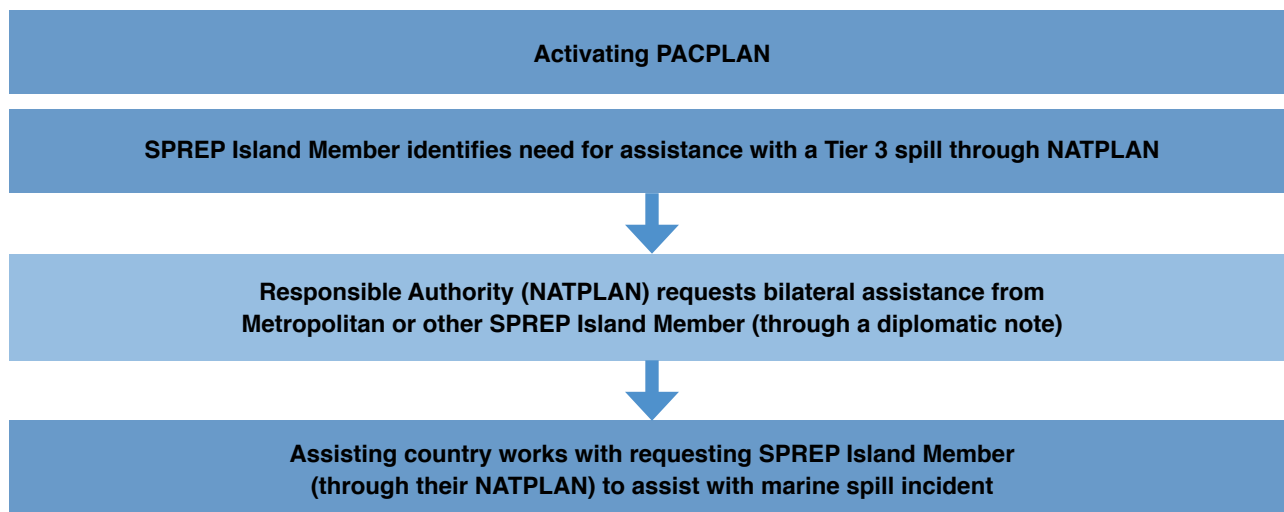 Activating PACPLAN
SPREP Island Member identifies need for assistance with a Tier 3 spill through NATPLAN
Responsible Authority (NATPLAN) requests bilateral assistance from
Metropolitan or other SPREP Island Member (through a diplomatic note)
Assisting country works with requesting SPREP Island Member
(through their NATPLAN) to assist with marine spill incident